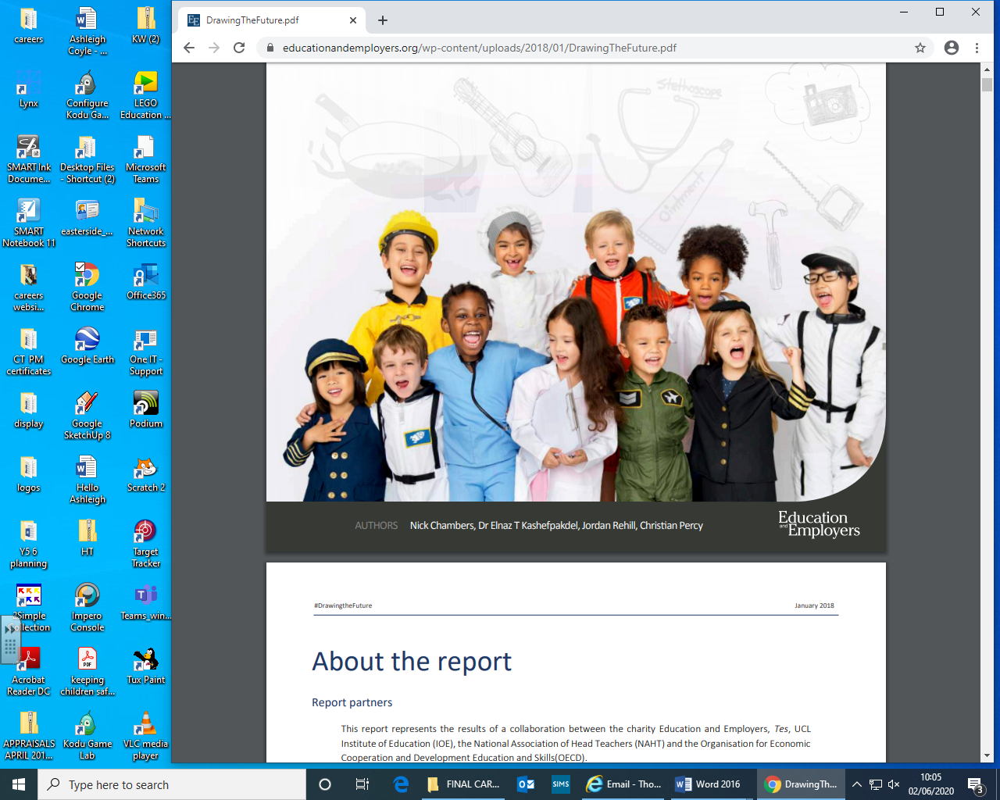 careers
Ashleigh
Coyle - ...
KW (2)
Lynx
Configure
Kodu Ga...
LEGO
Education ...
SMART Ink
Docume...
Desktop Files
- Shortcut (2)
Microsoft
Teams
SMART
Notebook 11
easterside_...
Network
Shortcuts
careers
websi...
Google
Chrome
Office365
CT PM
certificates
Google Earth
One IT -
Support
display
Google
SketchUp 8
Podium
logos
Hello
Ashleigh
Scratch 2
Y5 6
planning
HT
Target
Tracker
2Simple
Collection
Impero
Console
Teams_win...
Acrobat
Reader DC
PDF
keeping
children saf...
Tux Paint
APPRAISALS
APRIL 201...
Kodu Game
Lab
VLC media
player
DrawingTheFuture.pdf
educationandemployers.org/wp-content/uploads/2018/01/DrawingTheFuture.pdf
Stethoscope
Ointment
AUTHORS Nick Chambers, Dr Elnaz T Kashefpakdel, Jordan Rehill, Christian Percy
Education
and Employers
#DrawingtheFuture
January 2018
About the report
Report partners
This report represents the results of a collaboration between the charity Education and Employers, Tes, UCL
Institute of Education (IOE), the National Association of Head Teachers (NAHT) and the Organisation for Economic
Cooperation and Development Education and Skills(OECD).
Type here to search
FINAL CAR...
SIMS
Email - Tho...
Word 2016
DrawingTh...
10:05
02/06/2020
3